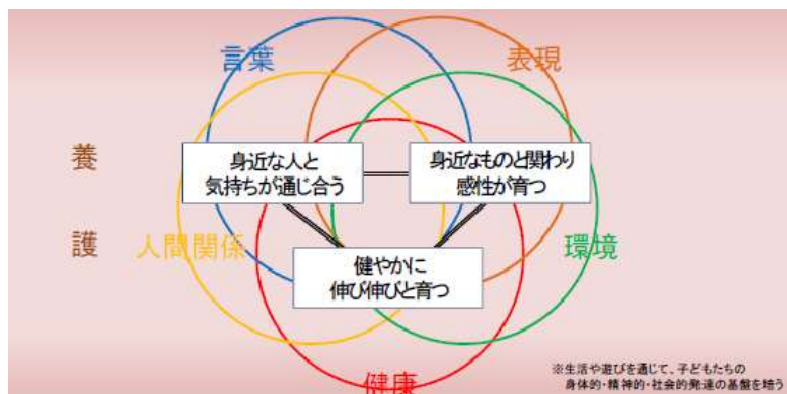 言葉
表現
養
身近な人と
気持ちが通じ合う
身近なものと関わり
感性が育つ
護
人間関係
環境
健やかに
伸び伸びと育つ
健康
※生活や遊びを通じて、子どもたちの
身体的・精神的・社会的発達の基盤を培う